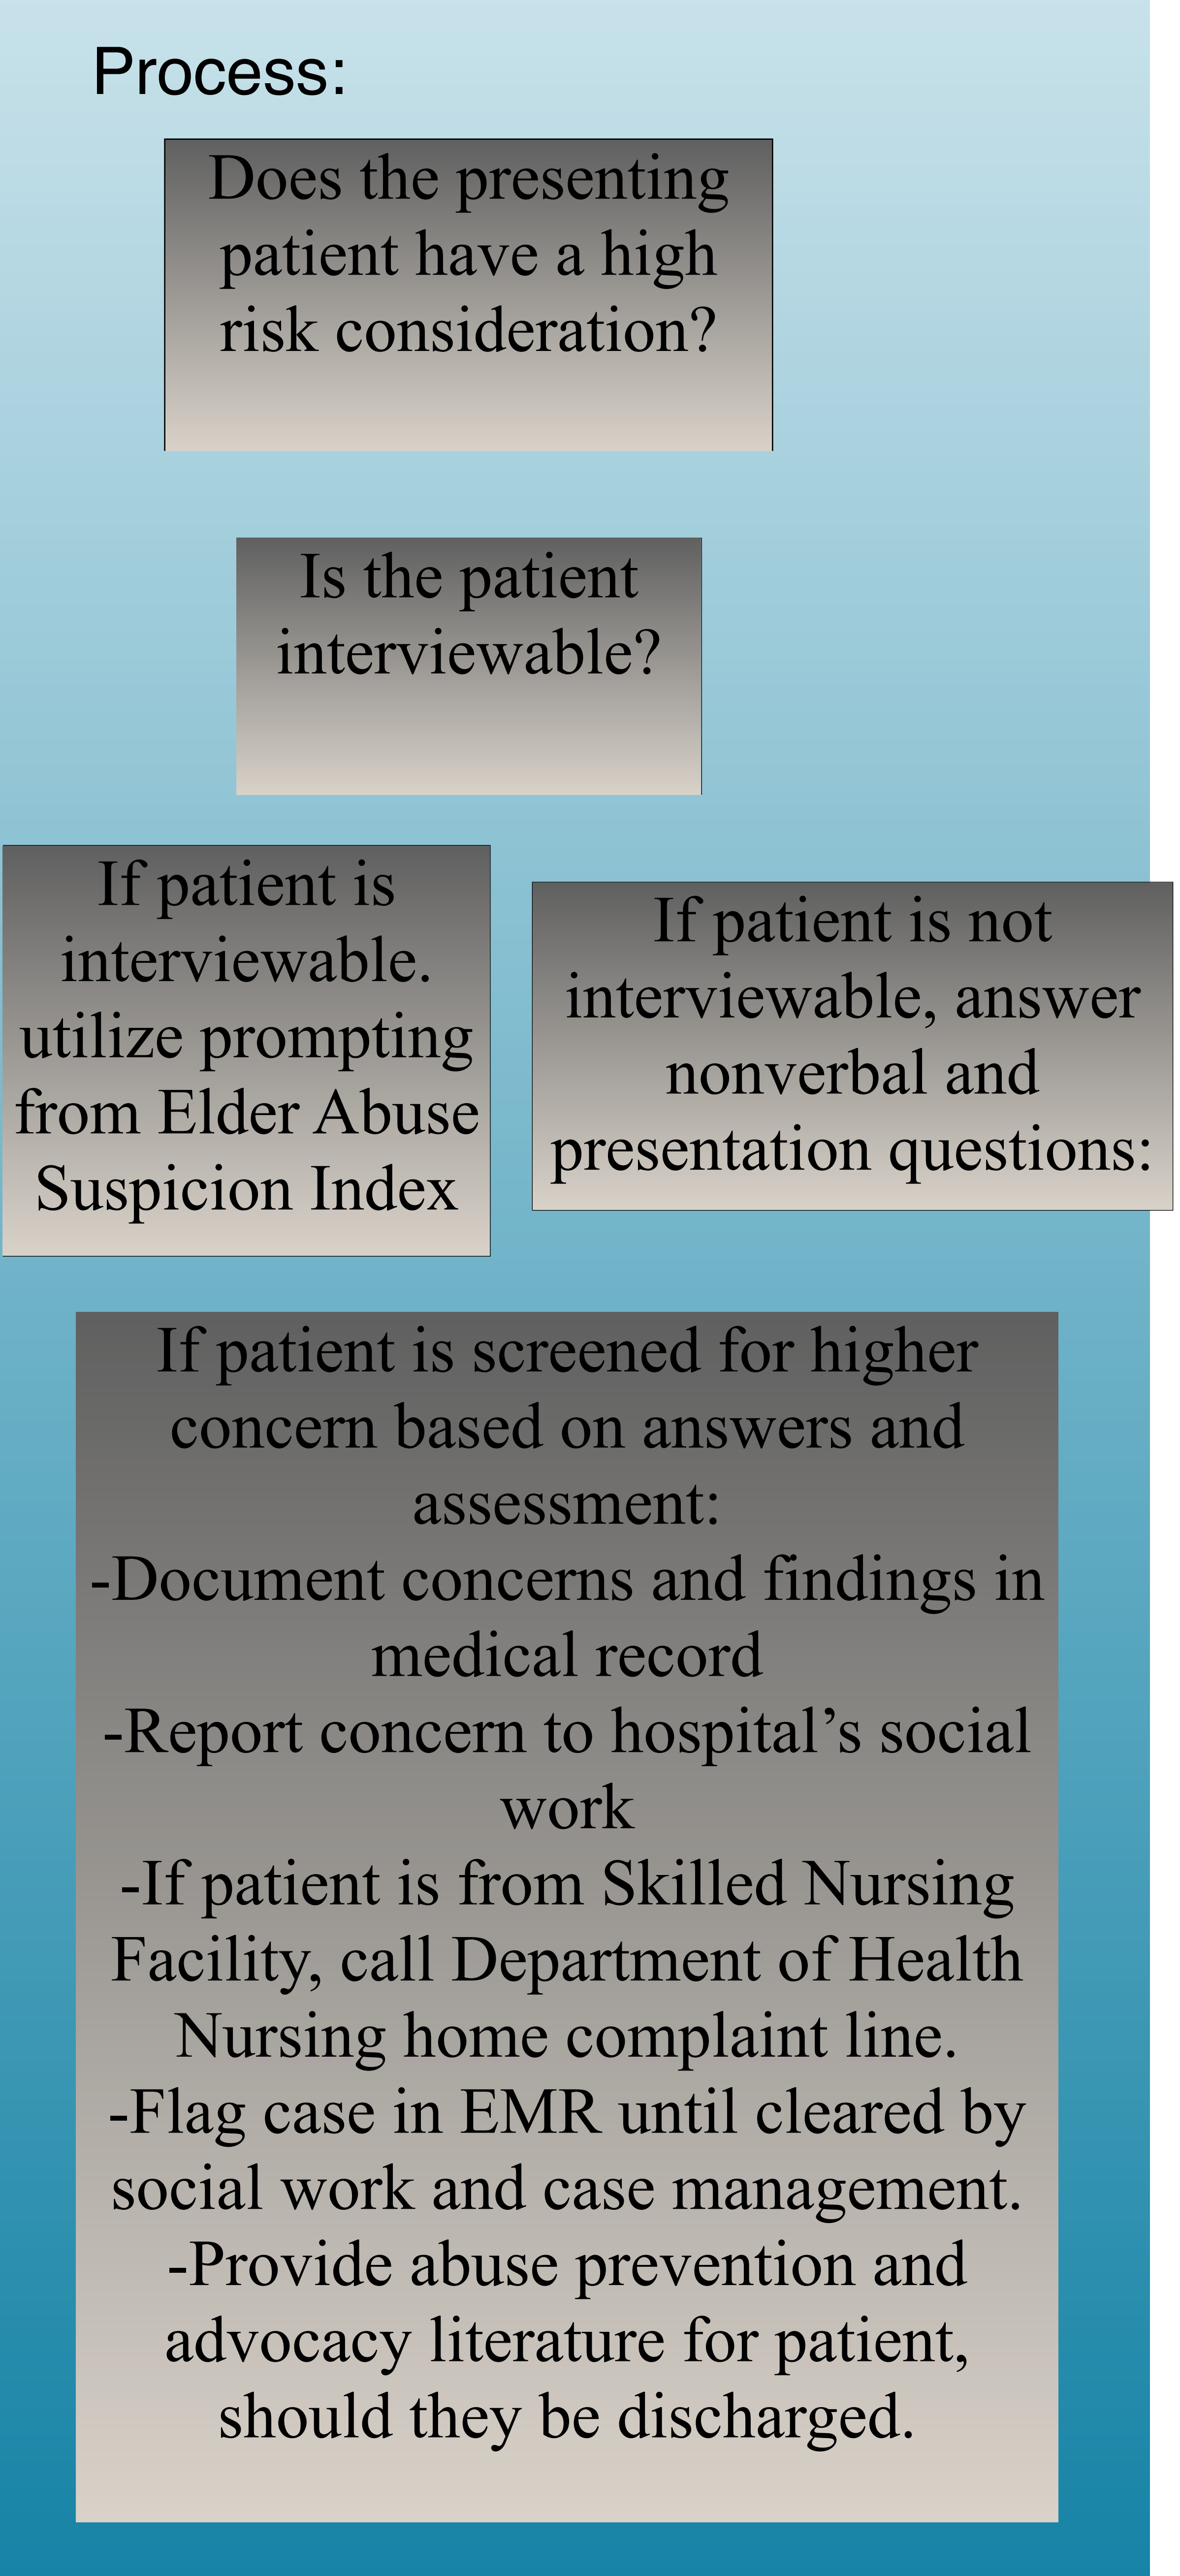 Process:
Does the presenting
patient have a high
risk consideration?
Is the patient
interviewable?
If patient is
interviewable.
utilize prompting
from Elder Abuse
Suspicion Index
If patient is not
interviewable, answer
nonverbal and
presentation questions:
If patient is screened for higher
concern based on answers and
assessment:
-Document concerns and findings in
medical record
-Report concern to hospital’s social
work
-If patient is from Skilled Nursing
Facility, call Department of Health
Nursing home complaint line.
-Flag case in EMR until cleared by
social work and case management.
-Provide abuse prevention and
advocacy literature for patient,
should they be discharged.